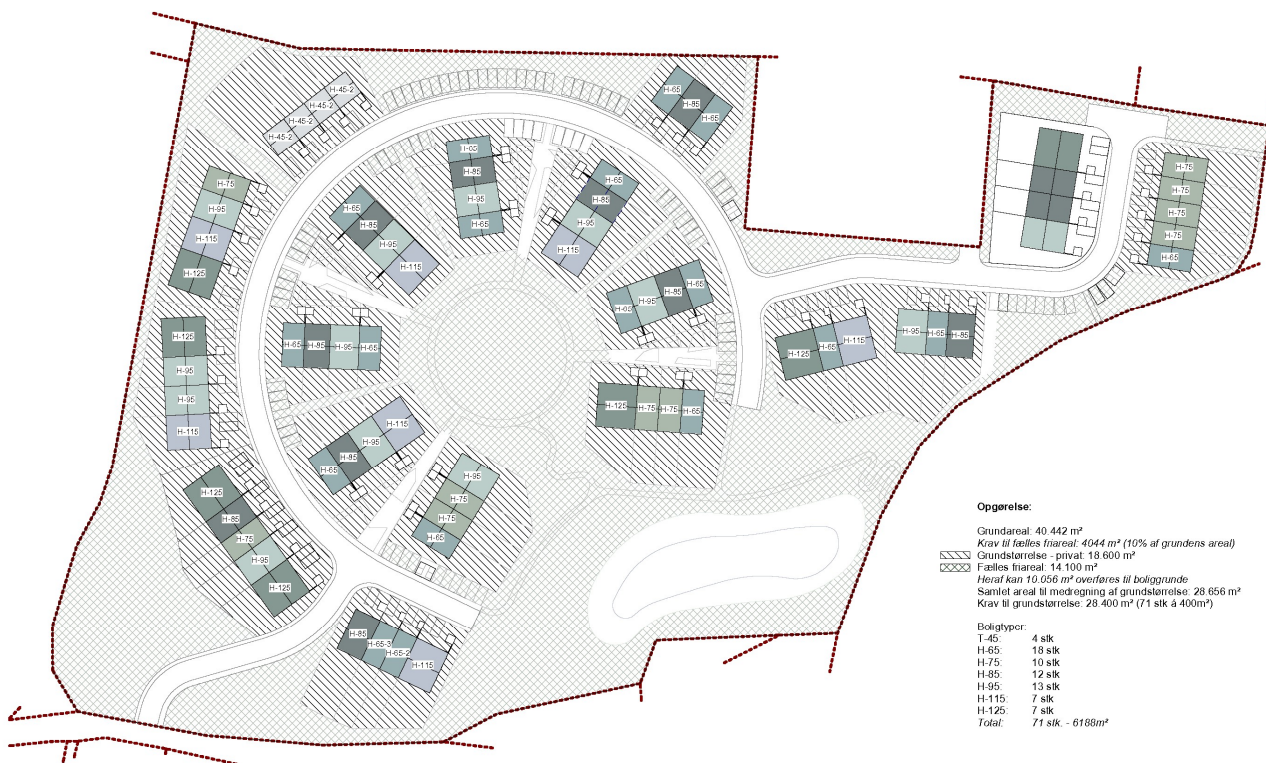 H-45-2
H-45-2
H-45-2
H-45-2
H-65
H-85
H-65
H-75
H-95
H-115
H-125
H-65
H-85
H-95
H-115
H-65
H-85
H-95
H-65
H-65
H-85
H-95
H-115
H-75
H-75
H-75
H-75
H-65
H-65
H-95
H-85
H-65
H-125
H-95
H-95
H-115
H-65
H-85
H-95
H-65
H-125
H-65
H-115
H-95
H-65
H-85
H-125
H-75
H-75
H-65
H-65
H-85
H-95
H-115
H-95
H-75
H-75
H-65
H-125
H-85
H-75
H-95
H-125
H-85
H-65-3
H-65-2
H-115
Opgørelse:
Grundareal: 40.442 m²
Krav til fælles friareal: 4044 m² (10% af grundens areal)
Grundstørrelse - privat: 18.600 m²
Fælles friareal: 14.100 m²
Heraf kan 10.056 m² overføres til boliggrunde
Samlet areal til medregning af grundstørrelse: 28.656 m²
Krav til grundstørrelse: 28.400 m² (71 stk á 400m²)
Boligtyper:
T-45: 4 stk
H-65: 18 stk
H-75: 10 stk
H-85: 12 stk
H-95: 13 stk
H-115: 7 stk
H-125: 7 stk
Total: 71 stk. - 6188m²